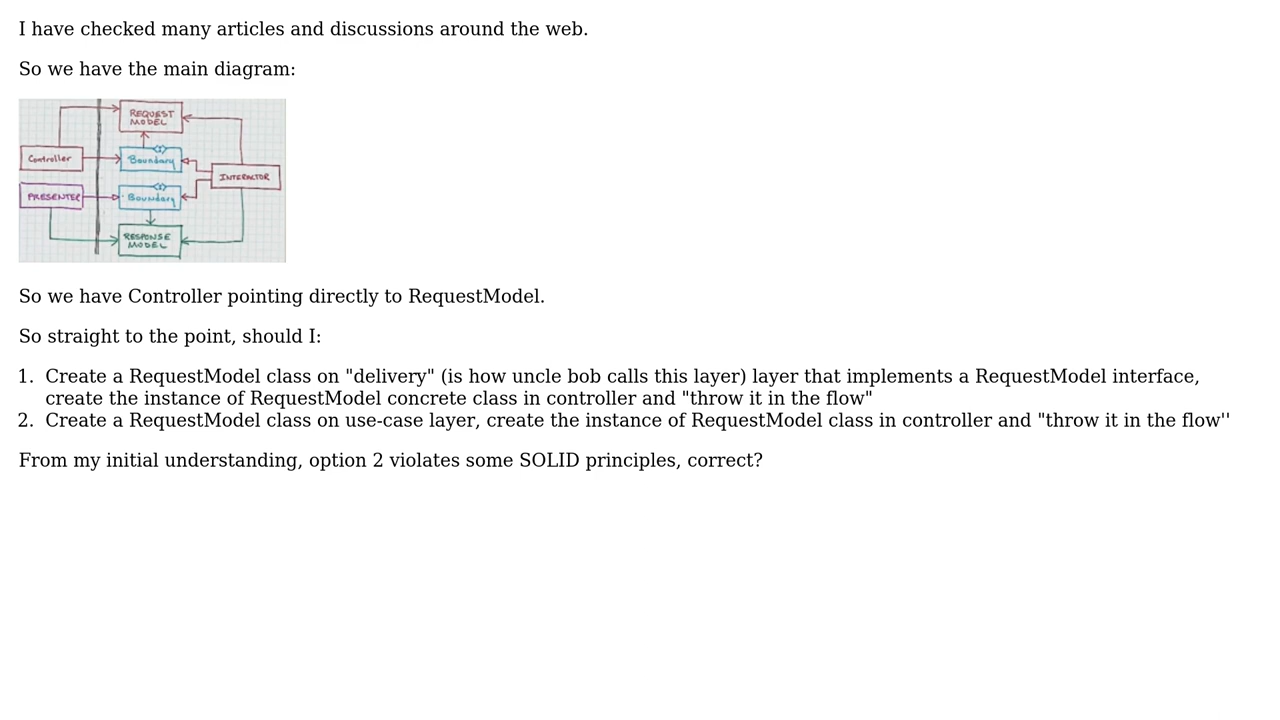 I have checked many articles and discussions around the web.
So we have the main diagram:
REQUEST
MODEL
Controller
Boundary
INTERACTOR
PRESENTER
Boundary
RESPONSE
MODEL
So we have Controller pointing directly to RequestModel.
So straight to the point, should I:
1. Create a RequestModel class on "delivery" (is how uncle bob calls this layer) layer that implements a RequestModel interface,
create the instance of RequestModel concrete class in controller and "throw it in the flow"
2. Create a RequestModel class on use-case layer, create the instance of RequestModel class in controller and "throw it in the flow''
From my initial understanding, option 2 violates some SOLID principles, correct?